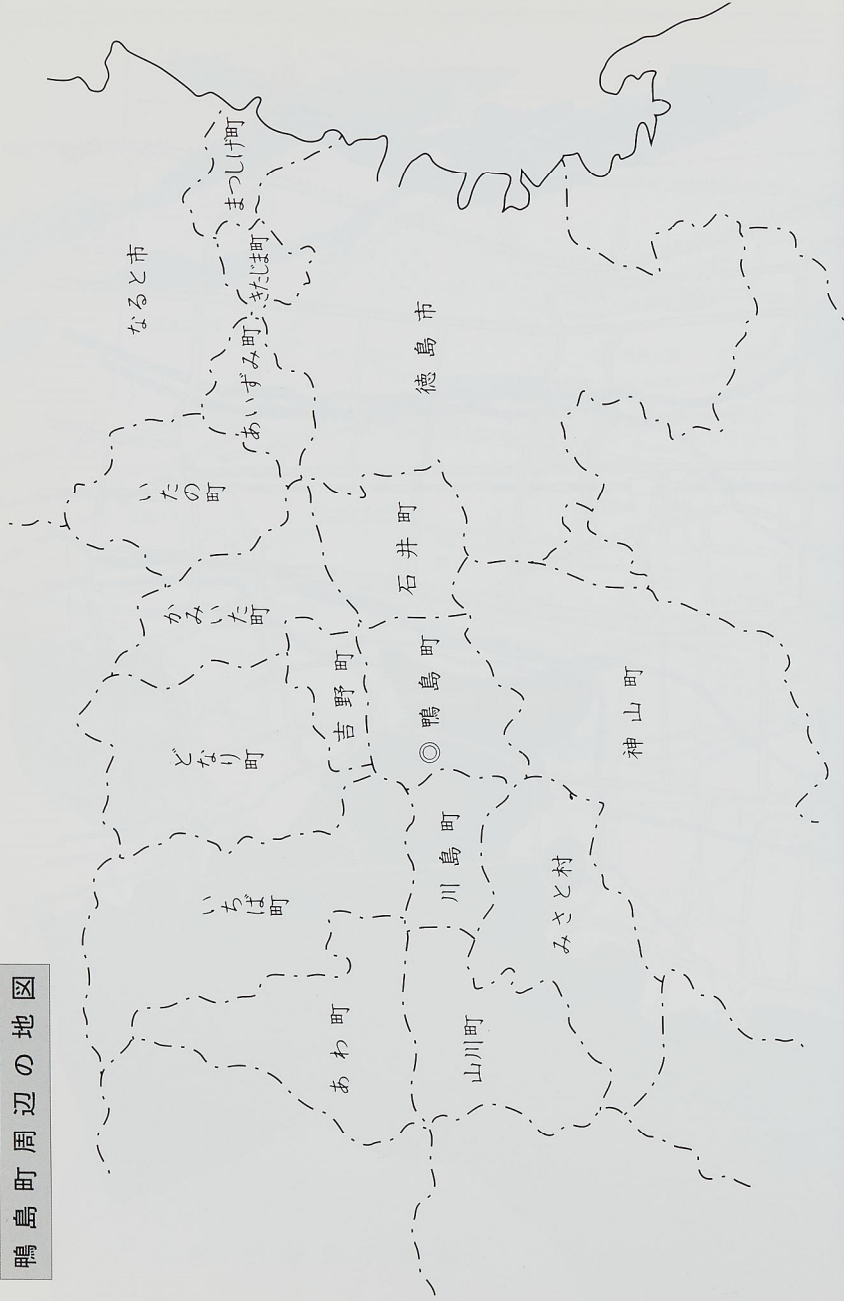 鴨島町周辺の地図
なると市
まつしげ町
きたじま町
あいずみ町
徳島市
いたの町
石井町
かみいた町
吉野町
鴨島町
神山町
どなり町
川島町
いちば町
みさと村
あわ町
山川町